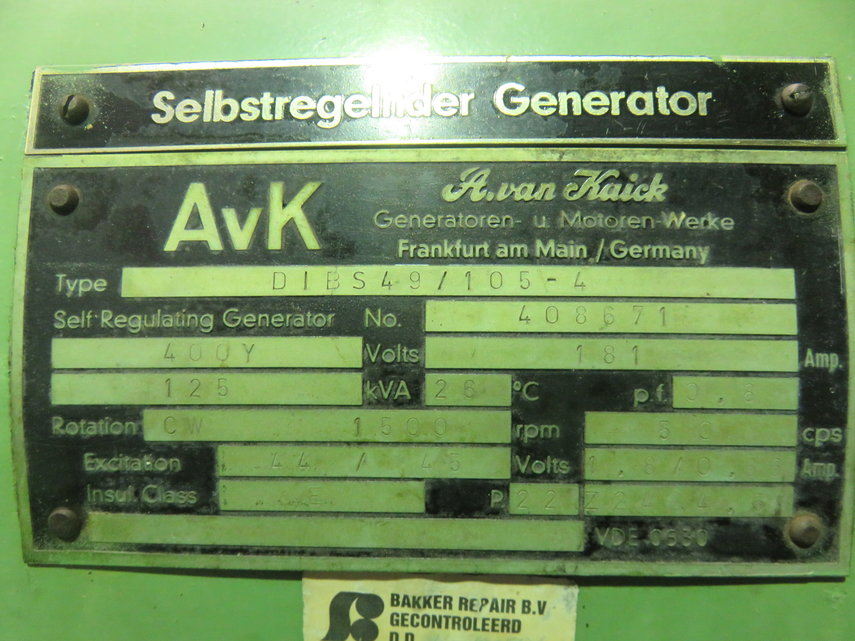 Selbstregelnder Generator
AvK A. van Kaick
Generatoren- u. Motoren-Werke
Frankfurt am Main / Germany
Type DIBS49/105-4
Self Regulating Generator No. 408671
400Y Volts 181 Amp.
125 kVA 26 °C p.f. 0,8
Rotation CW 1500 rpm 50 cps
Excitation 44 / 45 Volts Amp.
Insul. Class E P 22
VDE 0530
BAKKER REPAIR B.V
GECONTROLEERD